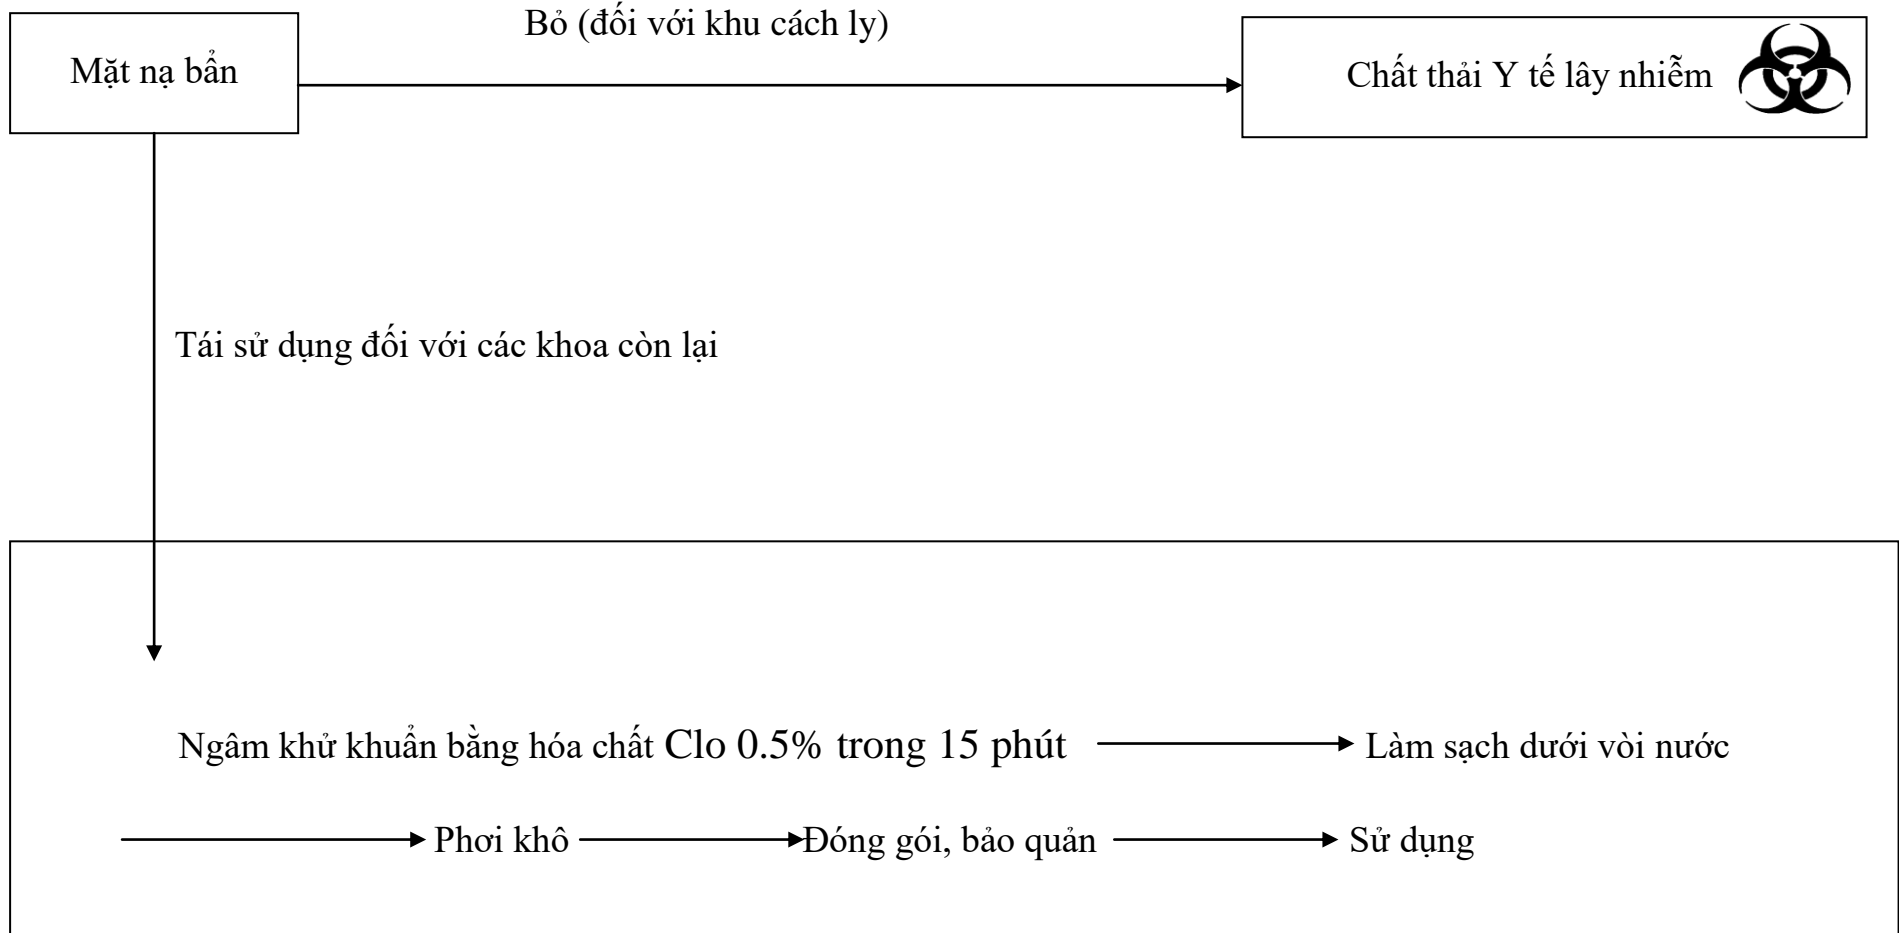 Bỏ (đối với khu cách ly)
Mặt nạ bẩn
Chất thải Y tế lây nhiễm
Tái sử dụng đối với các khoa còn lại
Ngâm khử khuẩn bằng hóa chất Clo 0.5% trong 15 phút
Làm sạch dưới vòi nước
Phơi khô
Đóng gói, bảo quản
Sử dụng